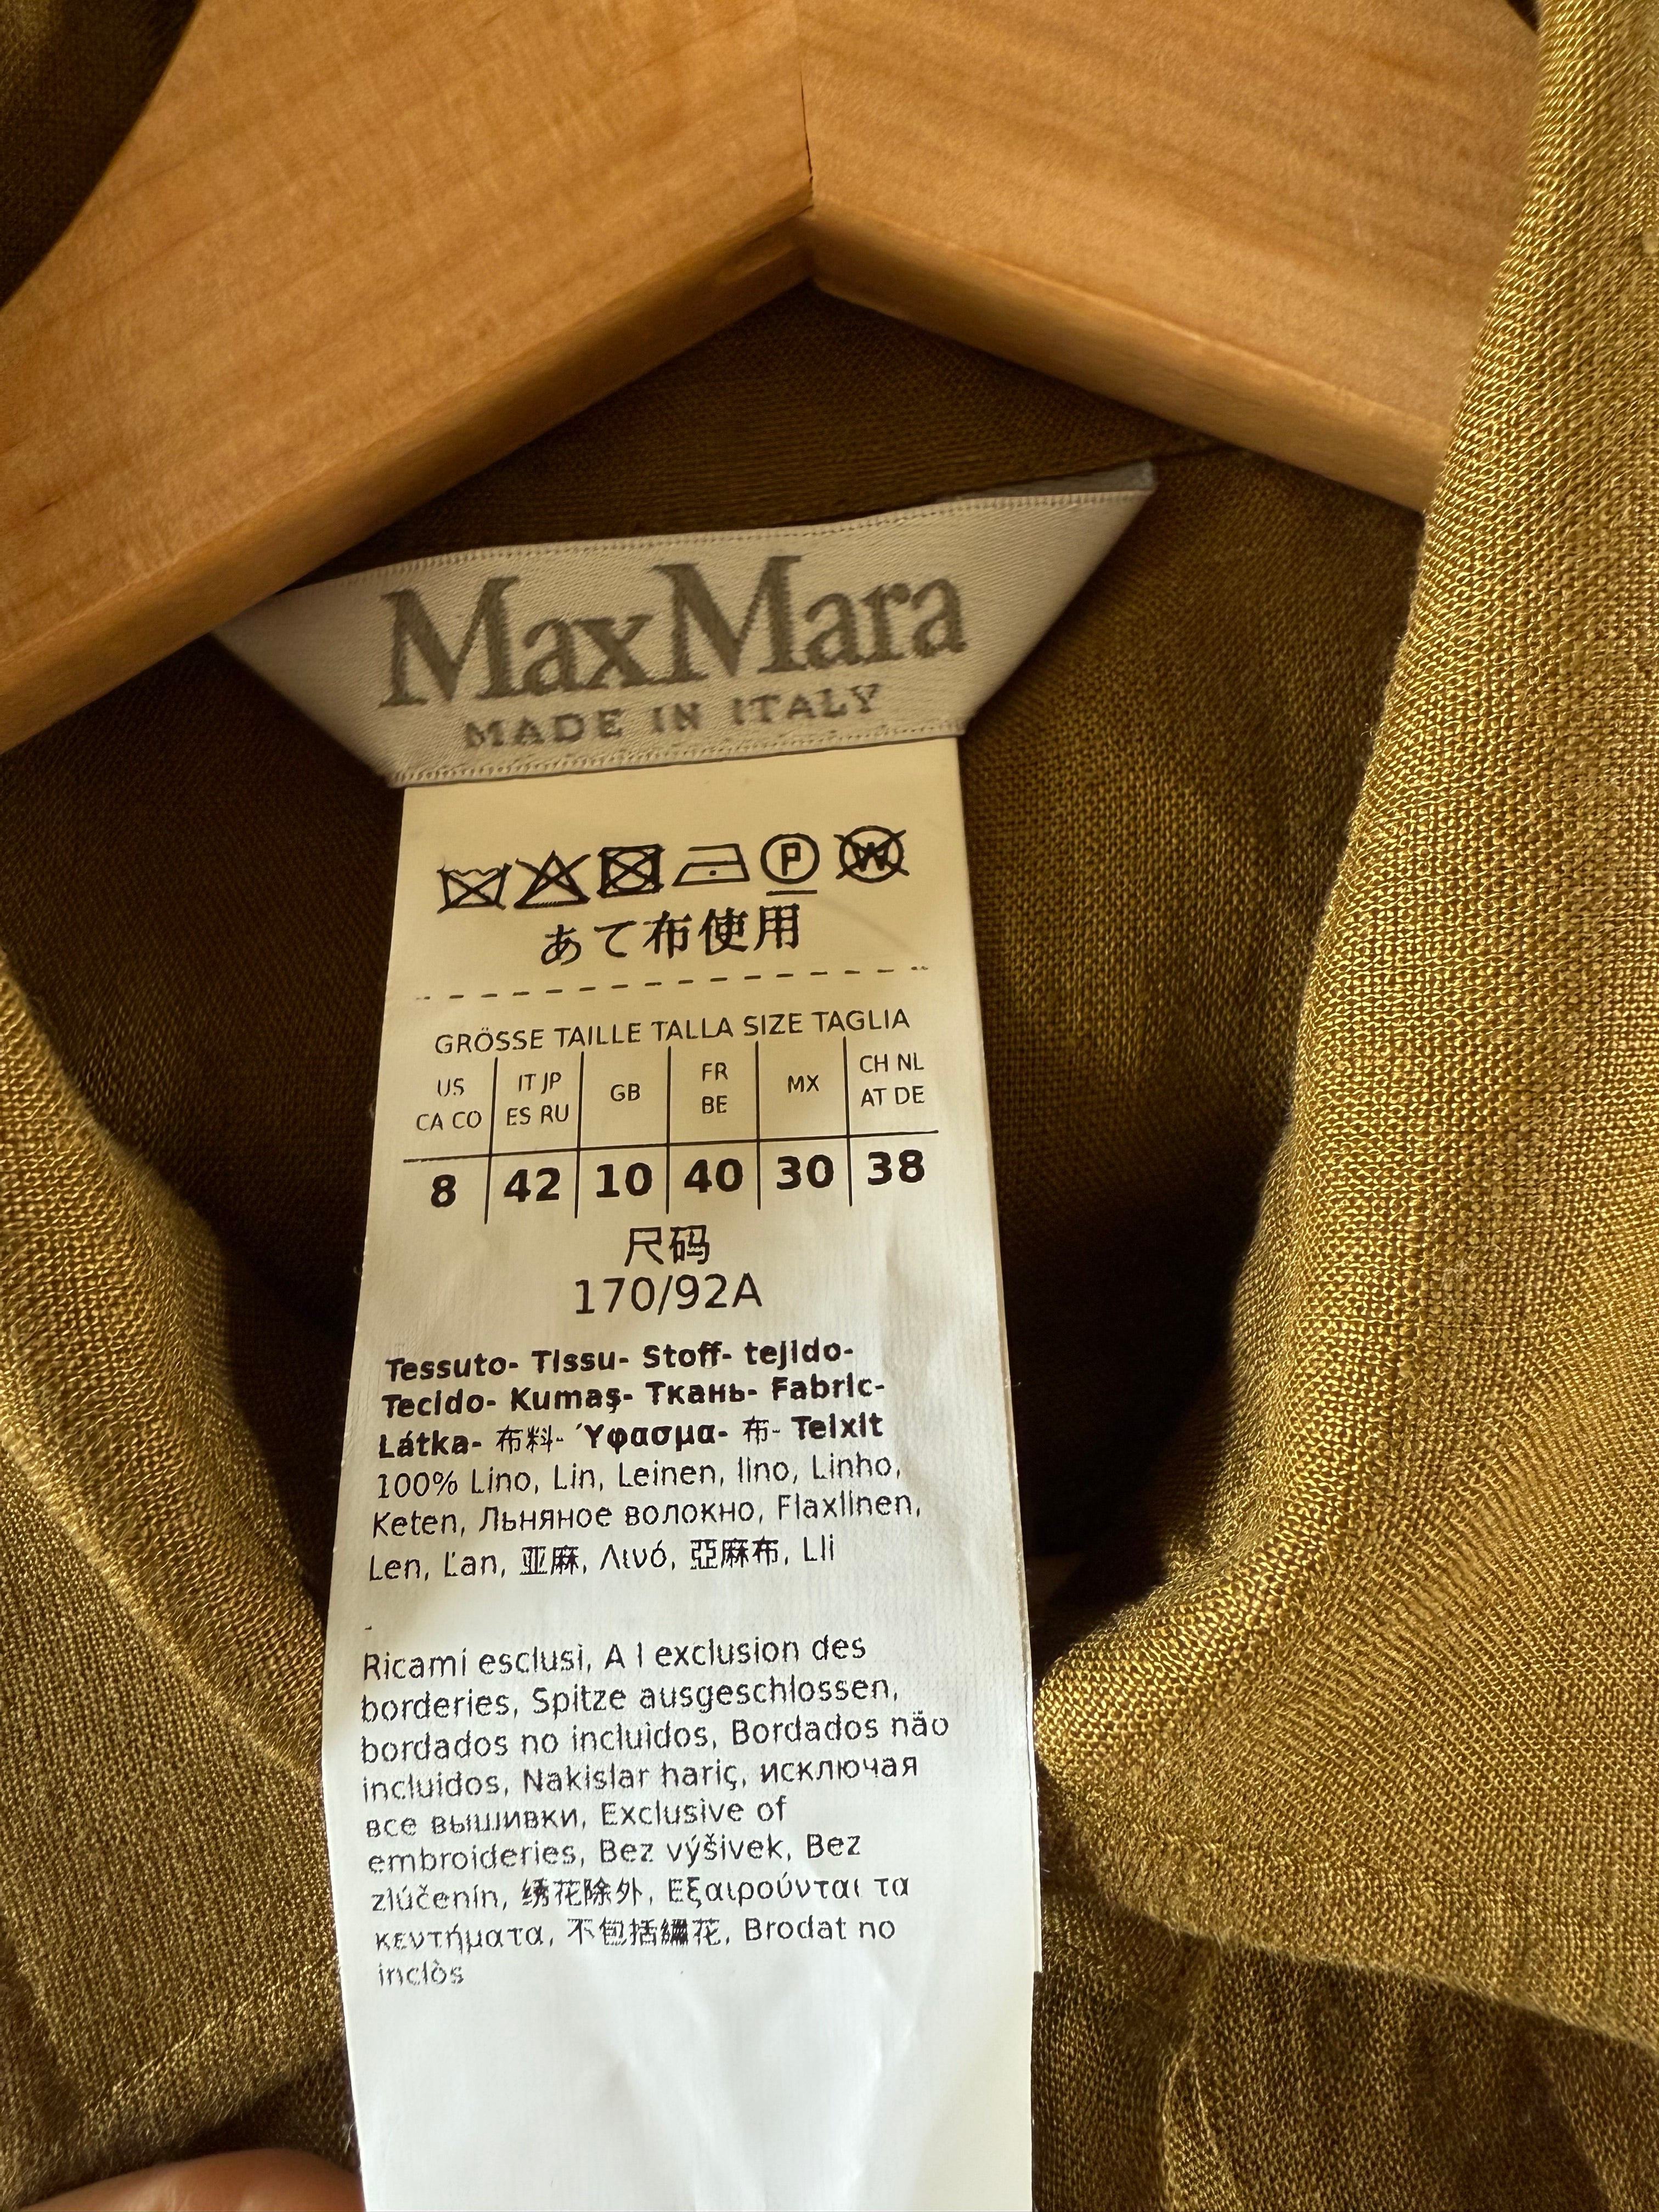 MaxMara
MADE IN ITALY
P W
あて布使用
GRÖSSE TAILLE TALLA SIZE TAGLIA
US CA CO | IT JP ES RU | GB | FR BE | MX | CH NL AT DE
8 | 42 | 10 | 40 | 30 | 38
尺码
170/92A
Tessuto- Tissu- Stoff- tejido-
Tecido- Kumaş- Ткань- Fabric-
Látka- 布料- Ύφασμα- 布- Teixit
100% Lino, Lin, Leinen, lino, Linho,
Keten, Льняное волокно, Flaxlinen,
Len, Ľan, 亚麻, Λινό, 亞麻布, Lli
-
Ricami esclusi, A l exclusion des
borderies, Spitze ausgeschlossen,
bordados no incluidos, Bordados não
incluidos, Nakislar hariç, исключая
все вышивки, Exclusive of
embroideries, Bez výšivek, Bez
zlúčenín, 绣花除外, Εξαιρούνται τα
κεντήματα, 不包括繡花, Brodat no
inclòs